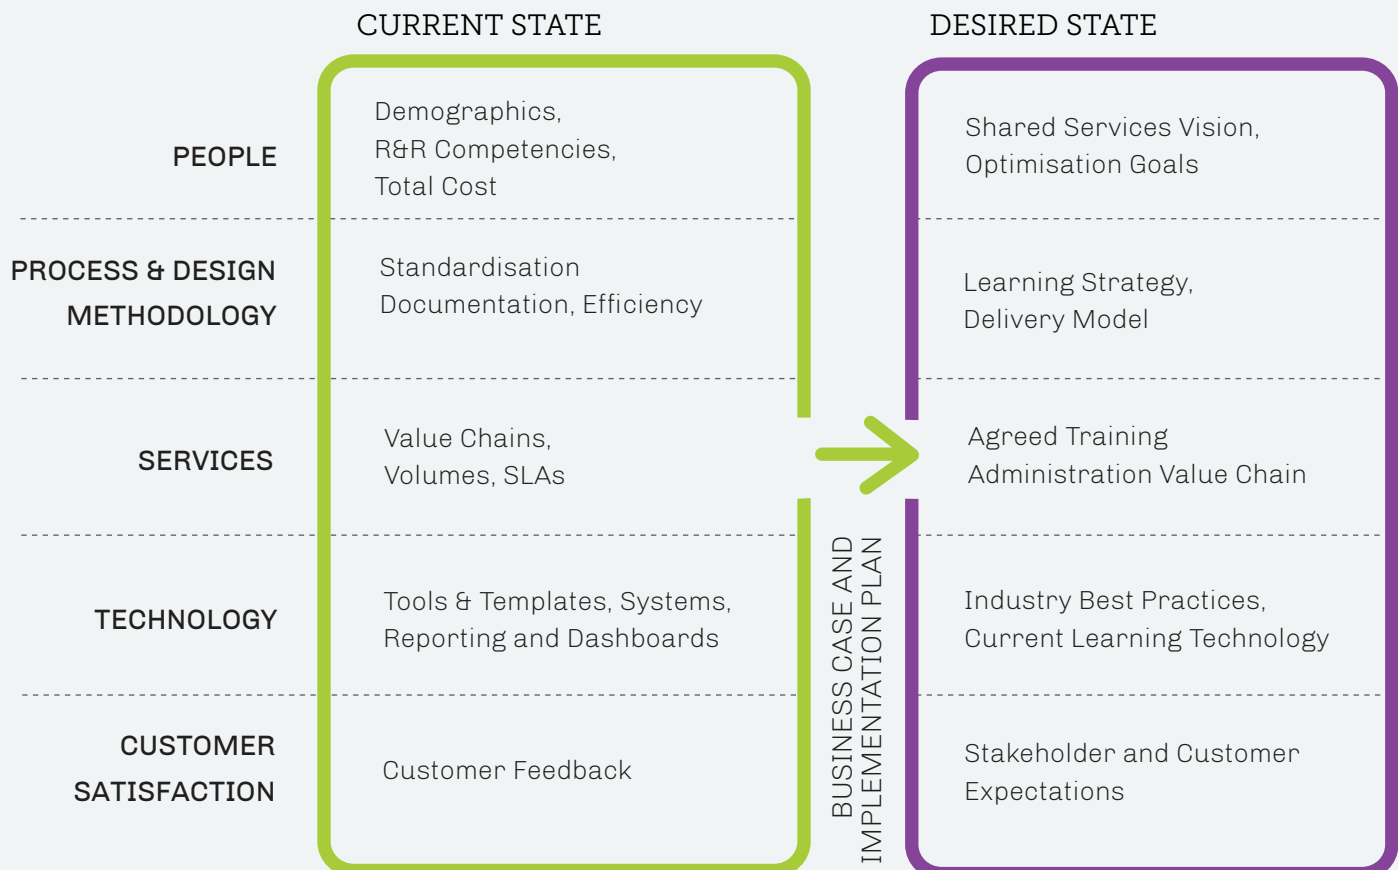 CURRENT STATE
DESIRED STATE
PEOPLE
Demographics,
R&R Competencies,
Total Cost
Shared Services Vision,
Optimisation Goals
PROCESS & DESIGN
METHODOLOGY
Standardisation
Documentation, Efficiency
Learning Strategy,
Delivery Model
SERVICES
Value Chains,
Volumes, SLAs
Agreed Training
Administration Value Chain
TECHNOLOGY
Tools & Templates, Systems,
Reporting and Dashboards
BUSINESS CASE AND
IMPLEMENTATION PLAN
Industry Best Practices,
Current Learning Technology
CUSTOMER
SATISFACTION
Customer Feedback
Stakeholder and Customer
Expectations